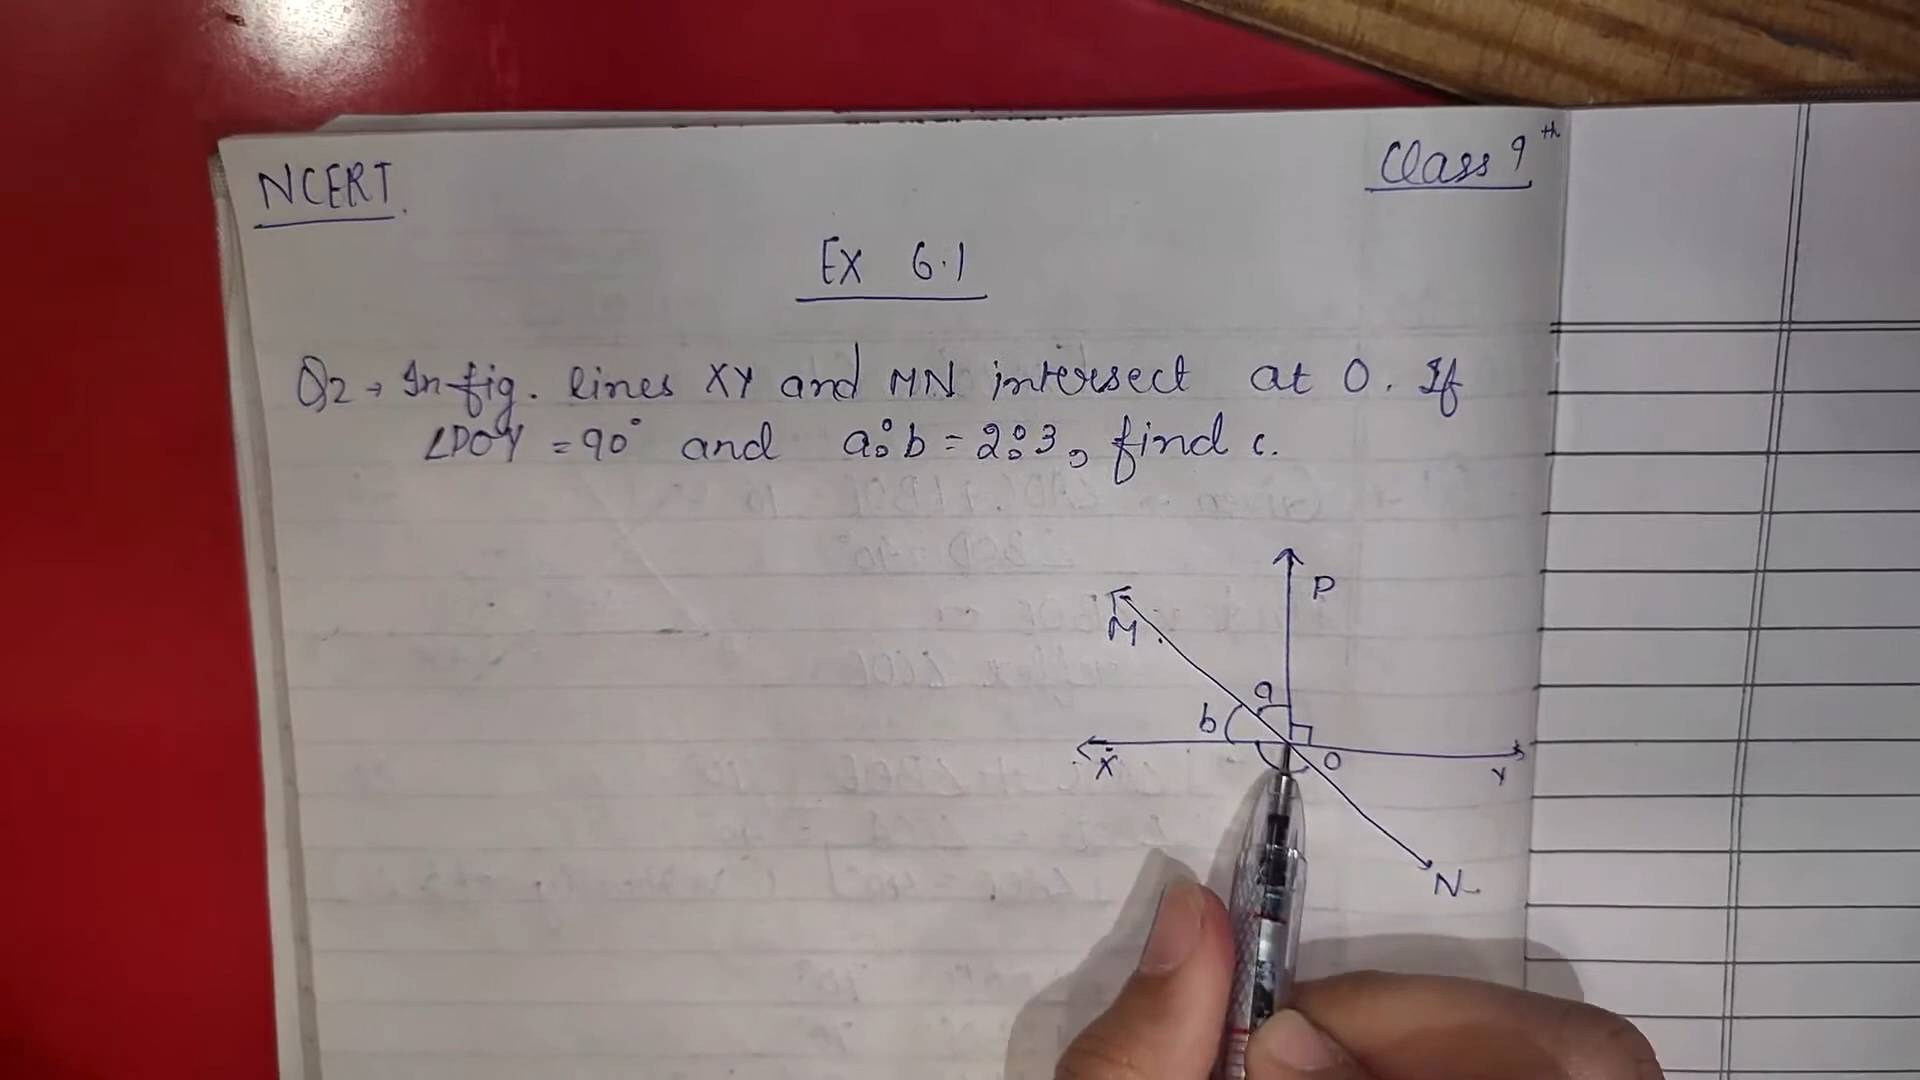 NCERT.
Class 9th
Ex 6.1
Q2 → In fig. lines XY and MN intersect at O. If
∠POY = 90° and a:b = 2:3, find c.
P
M
a
b
X
O
Y
N